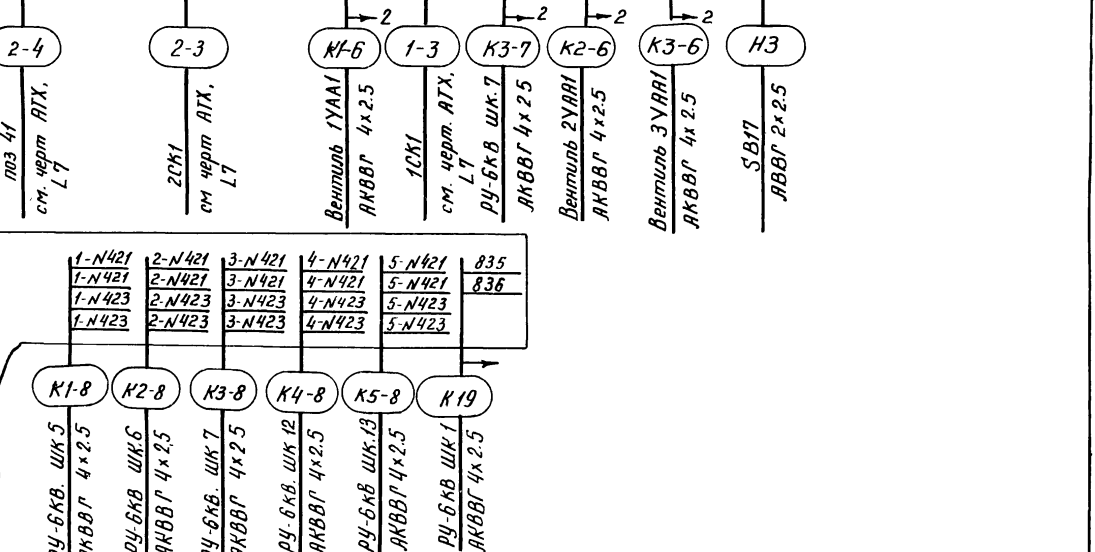 2
2
2
2
2-4
2-3
К1-6
1-3
К3-7
К2-6
К3-6
Н3
поз 41
см. черт АТХ,
L7
2СК1
см черт АТХ,
L7
Вентиль 1УАА1
АКВВГ 4х2.5
1СК1
см. черт. АТХ,
L7
РУ-6кВ шк.7
АКВВГ 4х2 5
Вентиль 2УАА1
АКВВГ 4х2.5
Вентиль 3УАА1
АКВВГ 4х2.5
SВ17
АВВГ 2х2.5
1-N421
1-N421
1-N423
1-N423
2-N421
2-N421
2-N423
2-N423
3-N421
3-N421
3-N423
3-N423
4-N421
4-N421
4-N423
4-N423
5-N421
5-N421
5-N423
5-N423
835
836
К1-8
К2-8
К3-8
К4-8
К5-8
К19
РУ-6кВ. шк 5
АКВВГ 4х2.5
РУ-6кВ шк.6
АКВВГ 4х2,5
РУ-6кВ. шк 7
АКВВГ 4х2 5
РУ-6кВ. шк 12
АКВВГ 4х2.5
РУ-6кВ шк.13
АКВВГ 4х2.5
РУ-6кВ шк 1
АКВВГ 4х2.5